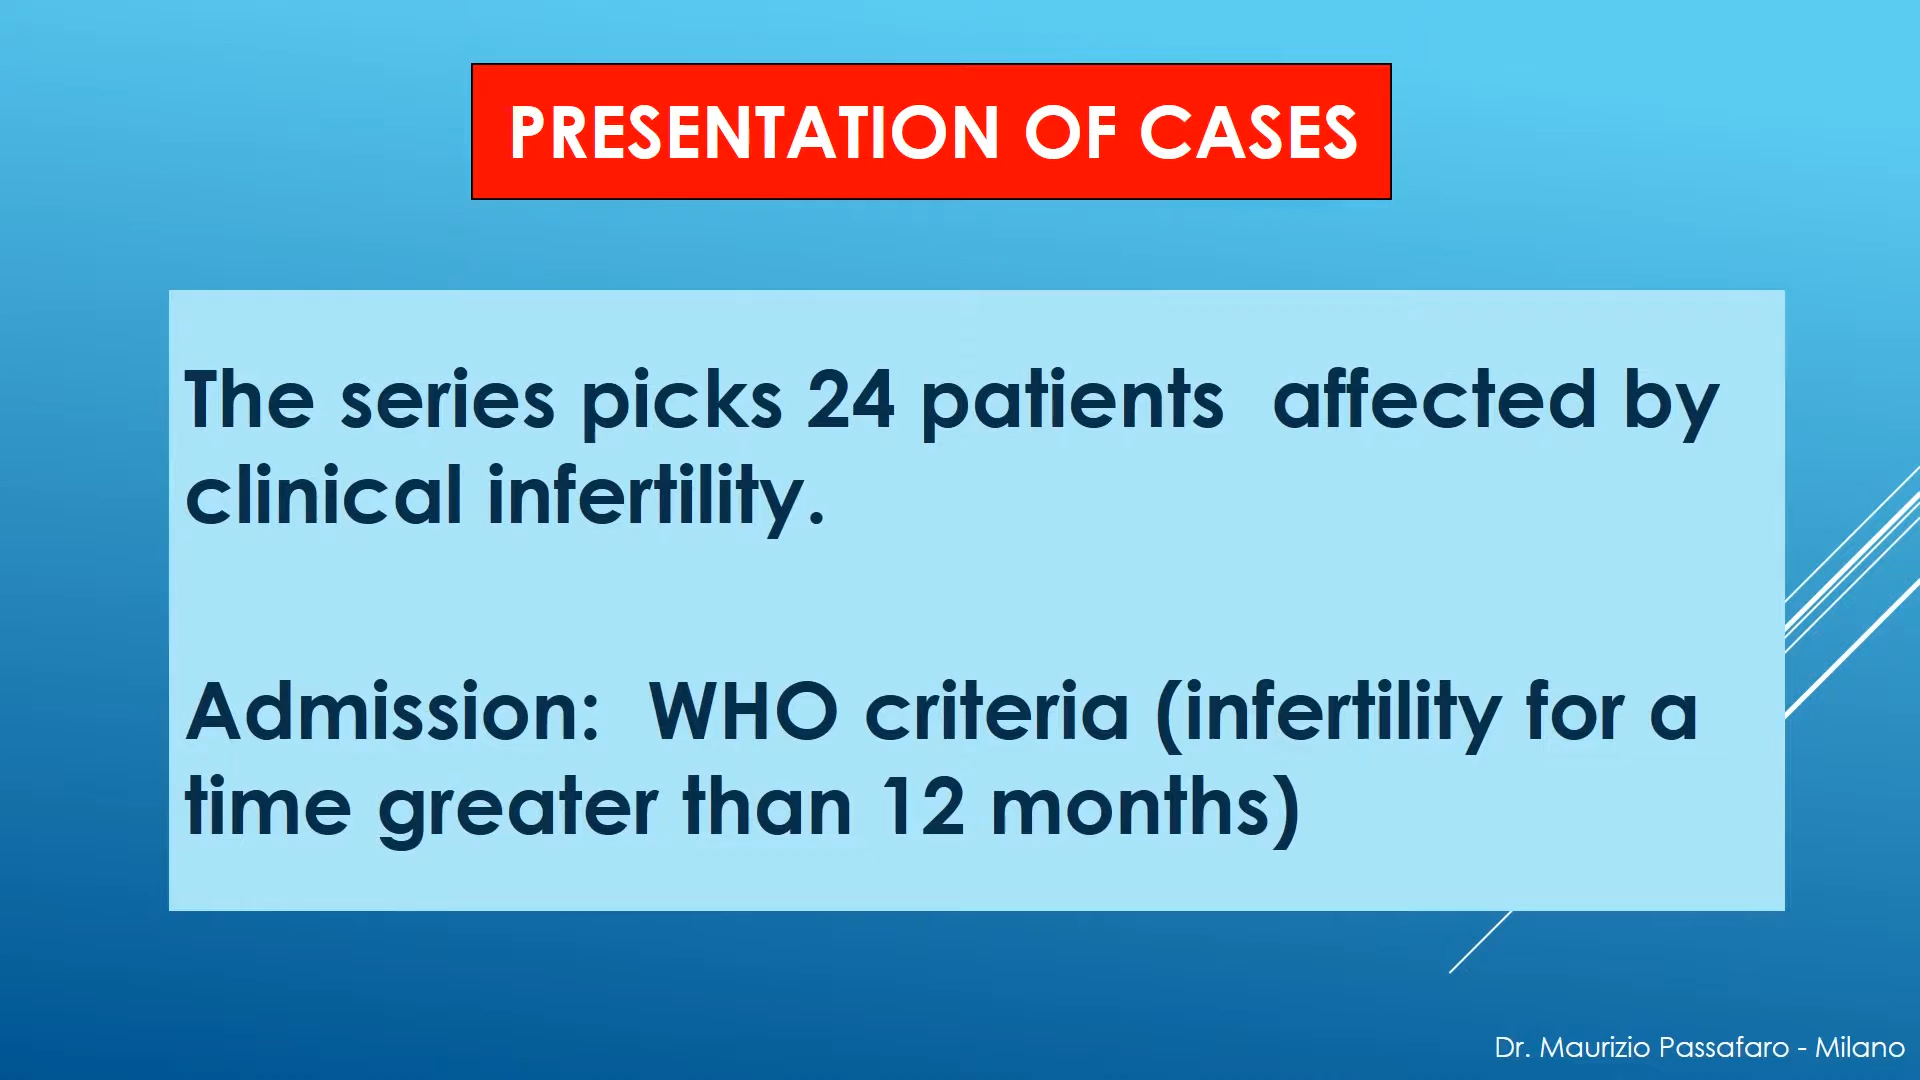 PRESENTATION OF CASES
The series picks 24 patients  affected by
clinical infertility.
Admission:  WHO criteria (infertility for a
time greater than 12 months)
Dr. Maurizio Passafaro - Milano